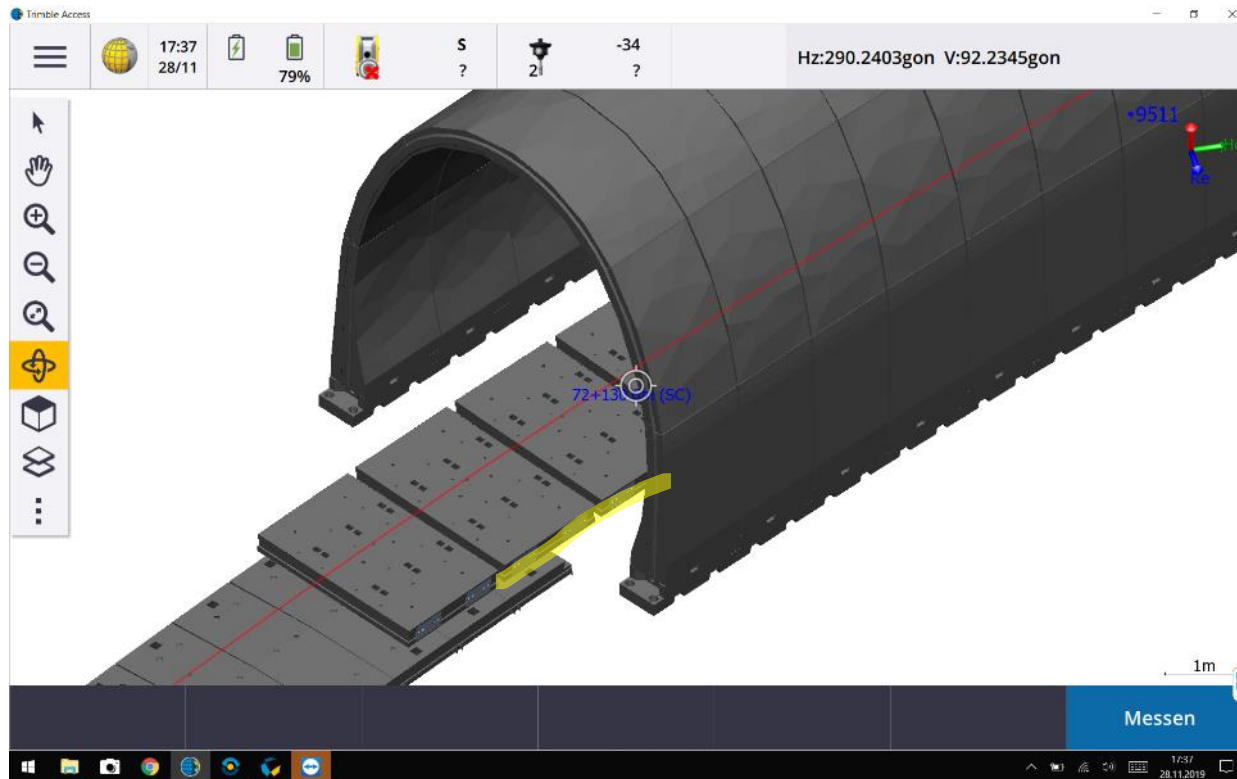 Trimble Access
17:37
28/11
79%
S
?
2
-34
?
Hz:290.2403gon V:92.2345gon
9511
Re
(SC)
1m
Messen
17:37
28.11.2019